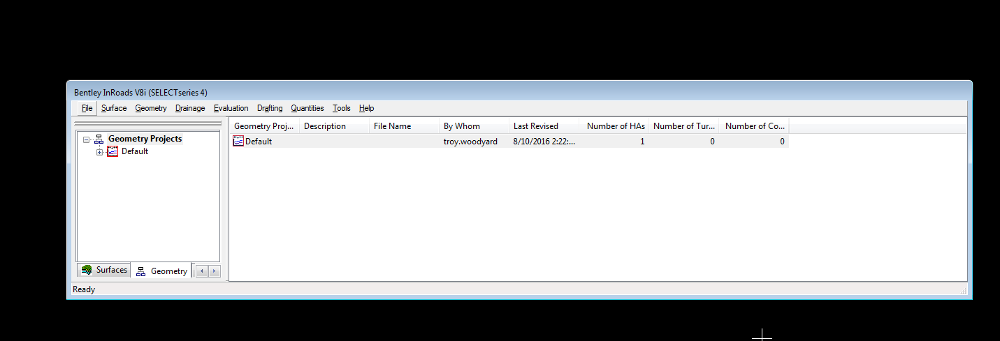 Bentley InRoads V8i (SELECTseries 4)
File Surface Geometry Drainage Evaluation Drafting Quantities Tools Help
Geometry Projects
Default
Surfaces Geometry
Geometry Proj... Description File Name By Whom Last Revised Number of HAs Number of Tur... Number of Co...
Default troy.woodyard 8/10/2016 2:22:... 1 0 0
Ready